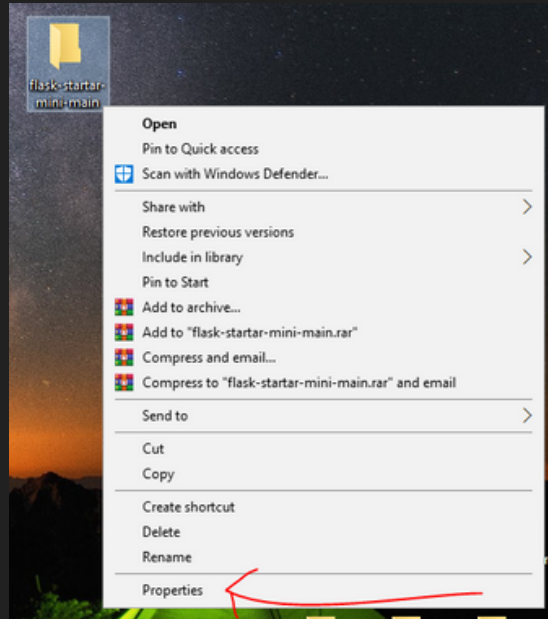 flask-startar-
mini-main
Open
Pin to Quick access
Scan with Windows Defender...
Share with
Restore previous versions
Include in library
Pin to Start
Add to archive...
Add to "flask-startar-mini-main.rar"
Compress and email...
Compress to "flask-startar-mini-main.rar" and email
Send to
Cut
Copy
Create shortcut
Delete
Rename
Properties